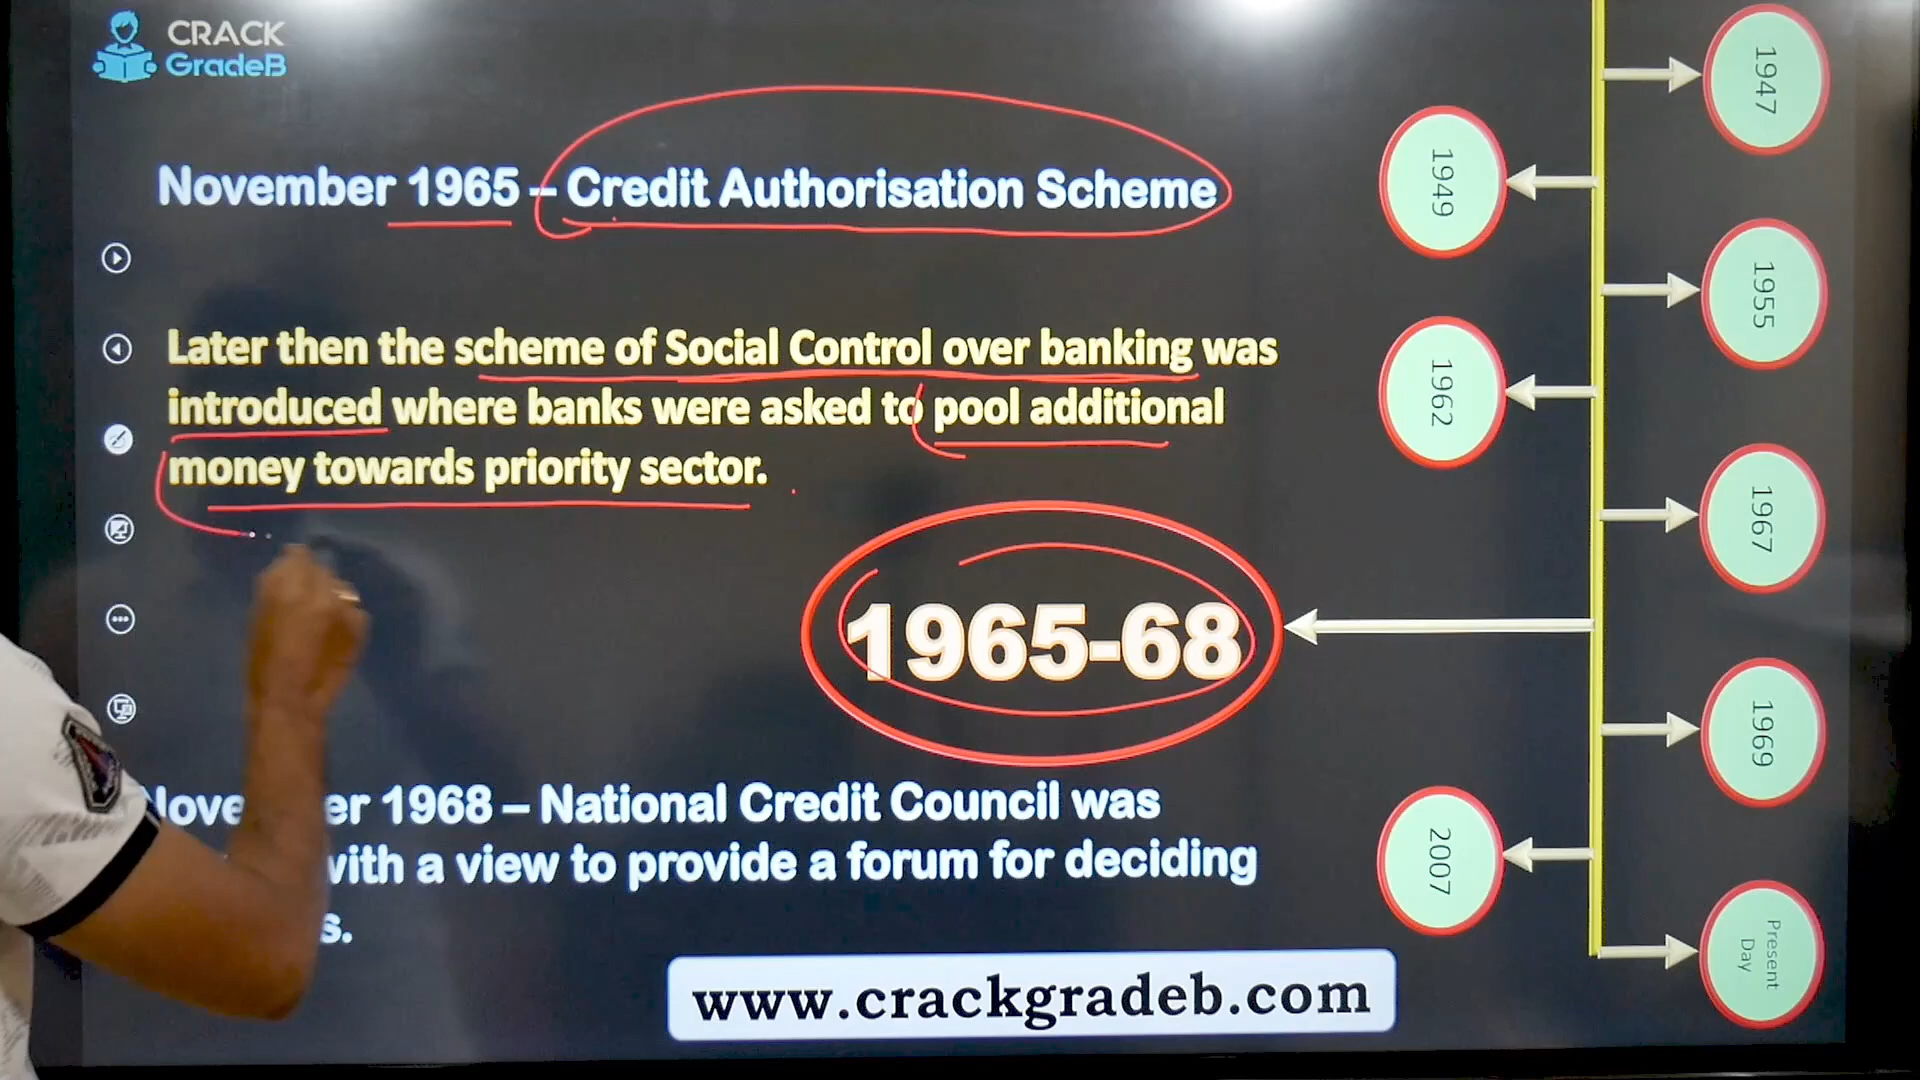 CRACK
GradeB
November 1965 – Credit Authorisation Scheme
Later then the scheme of Social Control over banking was
introduced where banks were asked to pool additional
money towards priority sector.
1965-68
1968 – National Credit Council was
with a view to provide a forum for deciding
www.crackgradeb.com
1947
1949
1955
1962
1967
1969
2007
Present
Day